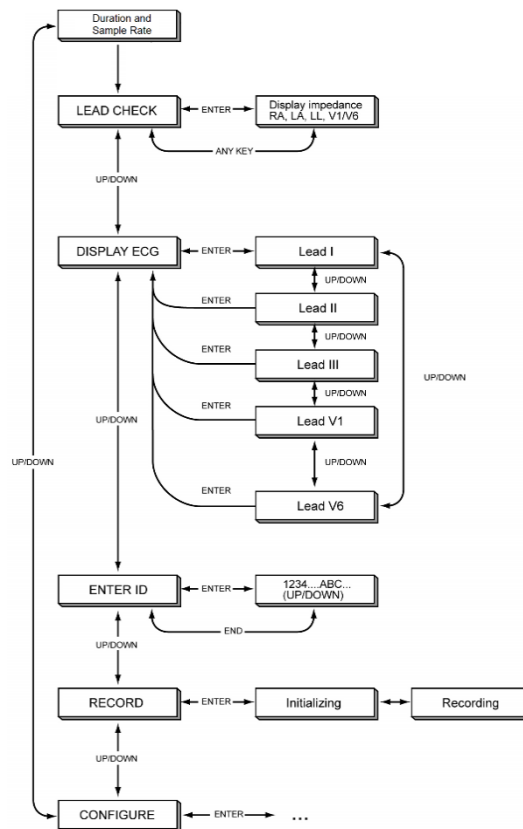 Duration and
Sample Rate
LEAD CHECK
ENTER
Display impedance
RA, LA, LL, V1/V6
ANY KEY
UP/DOWN
DISPLAY ECG
ENTER
Lead I
UP/DOWN
ENTER
Lead II
UP/DOWN
ENTER
Lead III
UP/DOWN
UP/DOWN
ENTER
Lead V1
UP/DOWN
UP/DOWN
UP/DOWN
ENTER
Lead V6
ENTER ID
ENTER
1234....ABC...
(UP/DOWN)
END
UP/DOWN
RECORD
ENTER
Initializing
Recording
UP/DOWN
CONFIGURE
ENTER
...